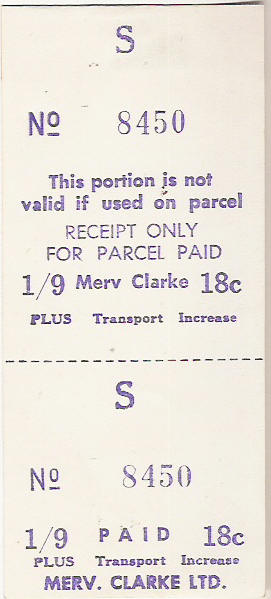 S
Nº 8450
This portion is not
valid if used on parcel
RECEIPT ONLY
FOR PARCEL PAID
1/9 Merv Clarke 18c
PLUS Transport Increase
S
Nº 8450
1/9 PAID 18c
PLUS Transport Increase
MERV. CLARKE LTD.